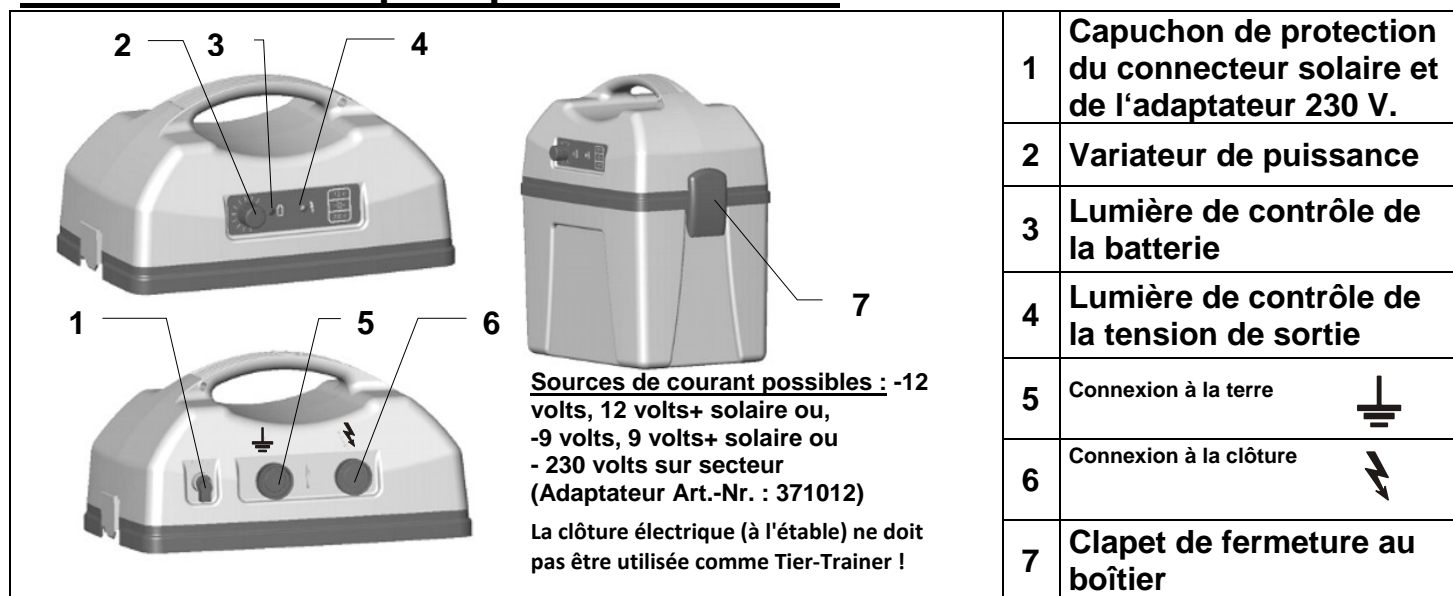 2 3 4
1 5 6
7
Sources de courant possibles : -12
volts, 12 volts+ solaire ou,
-9 volts, 9 volts+ solaire ou
- 230 volts sur secteur
(Adaptateur Art.-Nr. : 371012)
La clôture électrique (à l'étable) ne doit
pas être utilisée comme Tier-Trainer !
1 Capuchon de protection
du connecteur solaire et
de l‘adaptateur 230 V.
2 Variateur de puissance
3 Lumière de contrôle de
la batterie
4 Lumière de contrôle de
la tension de sortie
5 Connexion à la terre
6 Connexion à la clôture
7 Clapet de fermeture au
boîtier